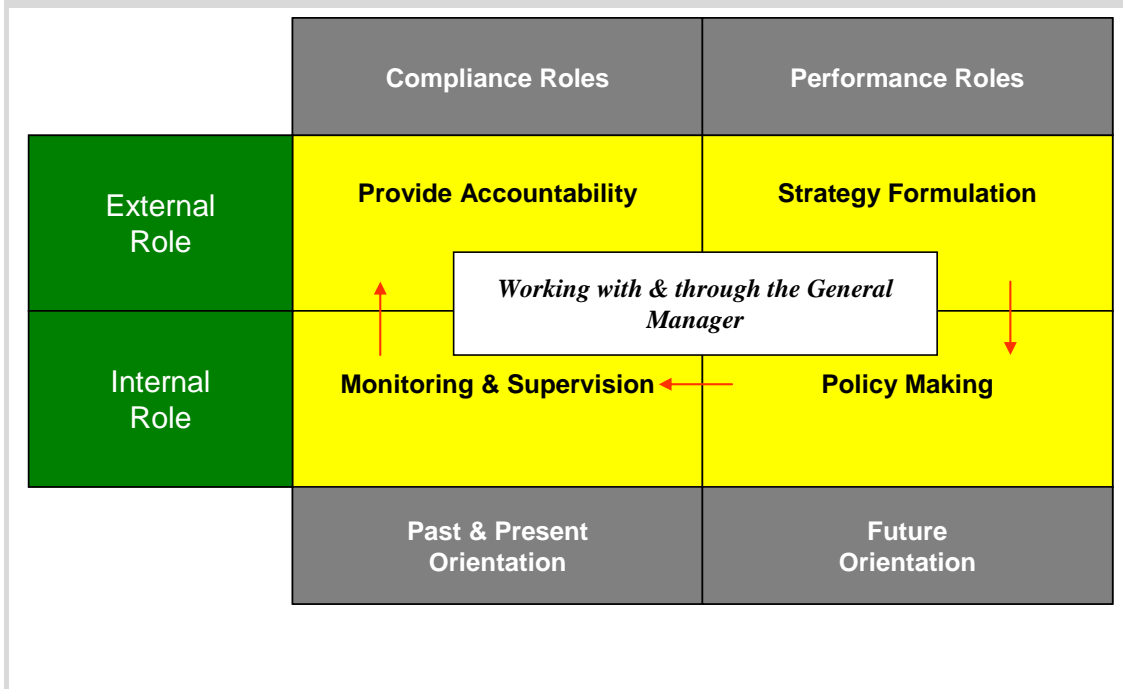 Compliance Roles
Performance Roles
External
Role
Provide Accountability
Strategy Formulation
Working with & through the General
Manager
Internal
Role
Monitoring & Supervision
Policy Making
Past & Present
Orientation
Future
Orientation